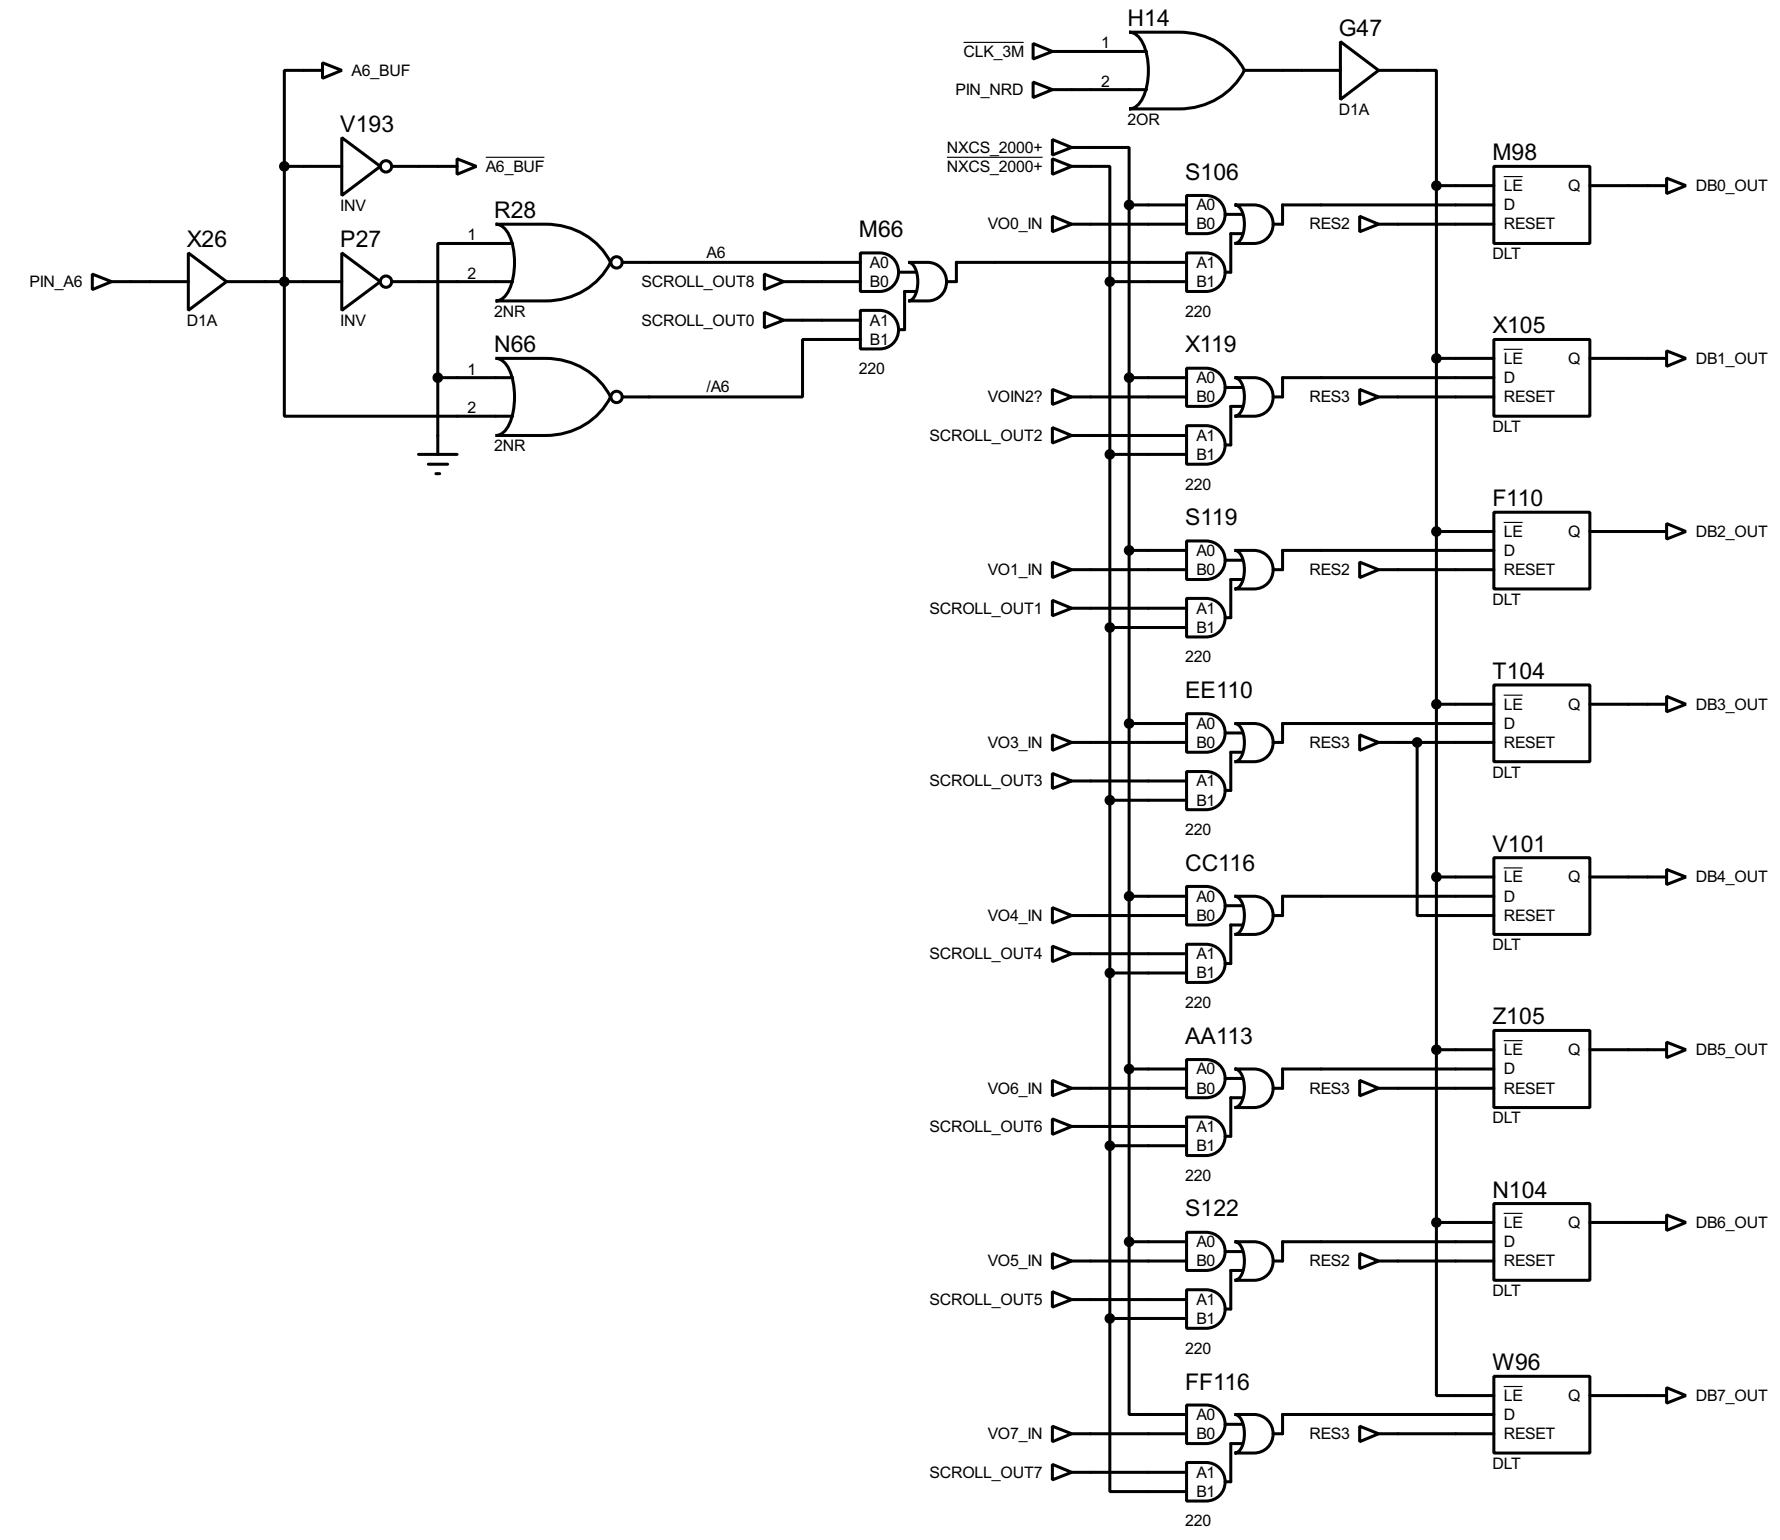 H14
G47
CLK_3M
1
PIN_NRD
2
2OR
D1A
A6_BUF
V193
A6_BUF
INV
X26
PIN_A6
D1A
P27
INV
R28
1
2
2NR
A6
N66
1
2
2NR
/A6
M66
SCROLL_OUT8
SCROLL_OUT0
A0
B0
A1
B1
220
NXCS_2000+
NXCS_2000+
S106
VO0_IN
A0
B0
A1
B1
220
RES2
M98
LE Q
D
RESET
DLT
DB0_OUT
X119
VOIN2?
SCROLL_OUT2
A0
B0
A1
B1
220
RES3
X105
LE Q
D
RESET
DLT
DB1_OUT
S119
VO1_IN
SCROLL_OUT1
A0
B0
A1
B1
220
RES2
F110
LE Q
D
RESET
DLT
DB2_OUT
EE110
VO3_IN
SCROLL_OUT3
A0
B0
A1
B1
220
RES3
T104
LE Q
D
RESET
DLT
DB3_OUT
CC116
VO4_IN
SCROLL_OUT4
A0
B0
A1
B1
220
V101
LE Q
D
RESET
DLT
DB4_OUT
AA113
VO6_IN
SCROLL_OUT6
A0
B0
A1
B1
220
RES3
Z105
LE Q
D
RESET
DLT
DB5_OUT
S122
VO5_IN
SCROLL_OUT5
A0
B0
A1
B1
220
RES2
N104
LE Q
D
RESET
DLT
DB6_OUT
FF116
VO7_IN
SCROLL_OUT7
A0
B0
A1
B1
220
RES3
W96
LE Q
D
RESET
DLT
DB7_OUT